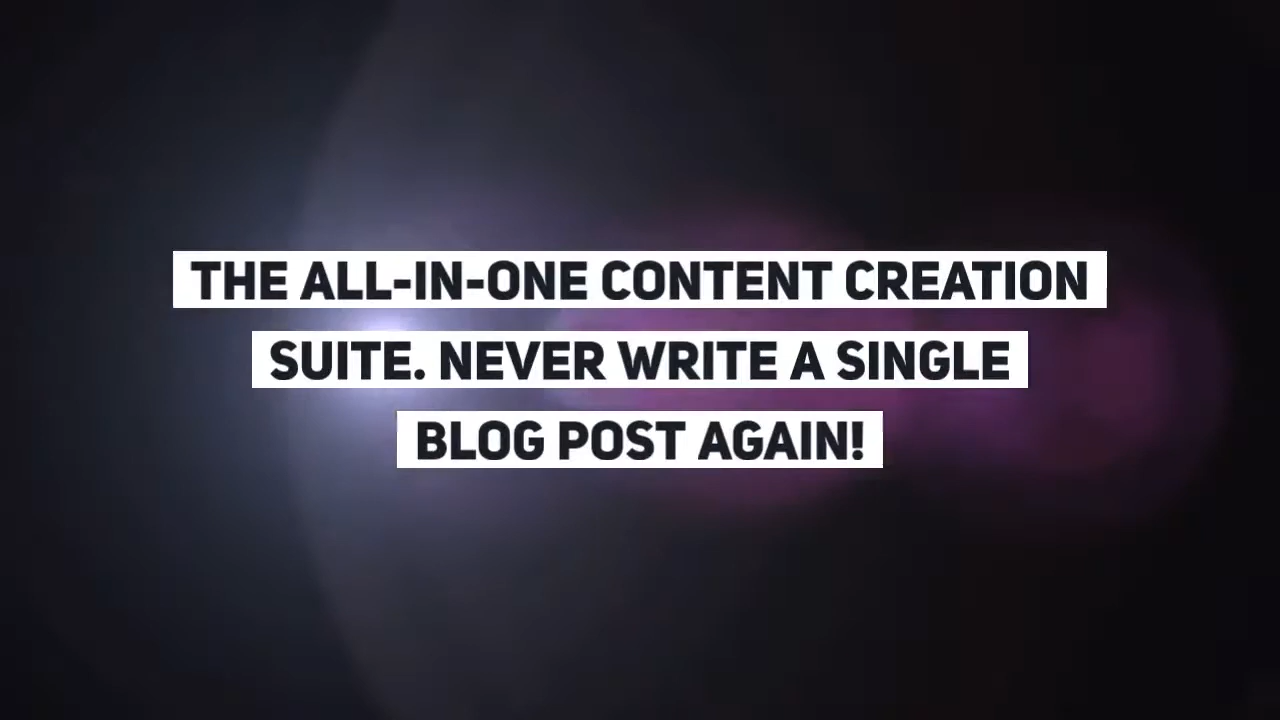 THE ALL-IN-ONE CONTENT CREATION
SUITE. NEVER WRITE A SINGLE
BLOG POST AGAIN!